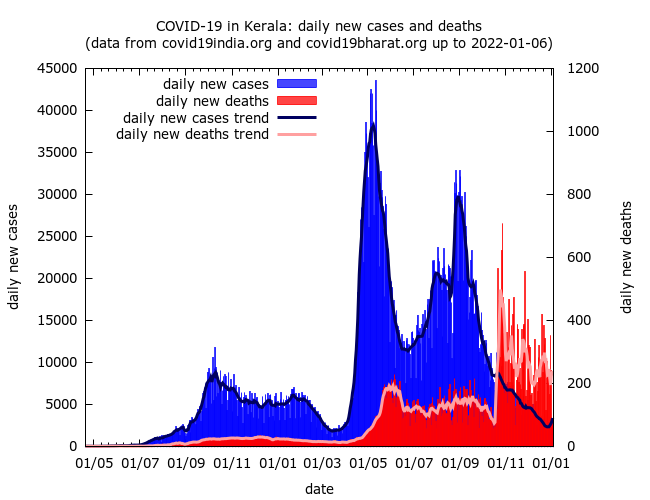 COVID-19 in Kerala: daily new cases and deaths
(data from covid19india.org and covid19bharat.org up to 2022-01-06)
daily new cases
daily new deaths
daily new cases trend
daily new deaths trend
daily new cases
45000
40000
35000
30000
25000
20000
15000
10000
5000
0
1200
1000
800
600
400
200
0
daily new deaths
01/05 01/07 01/09 01/11 01/01 01/03 01/05 01/07 01/09 01/11 01/01
date